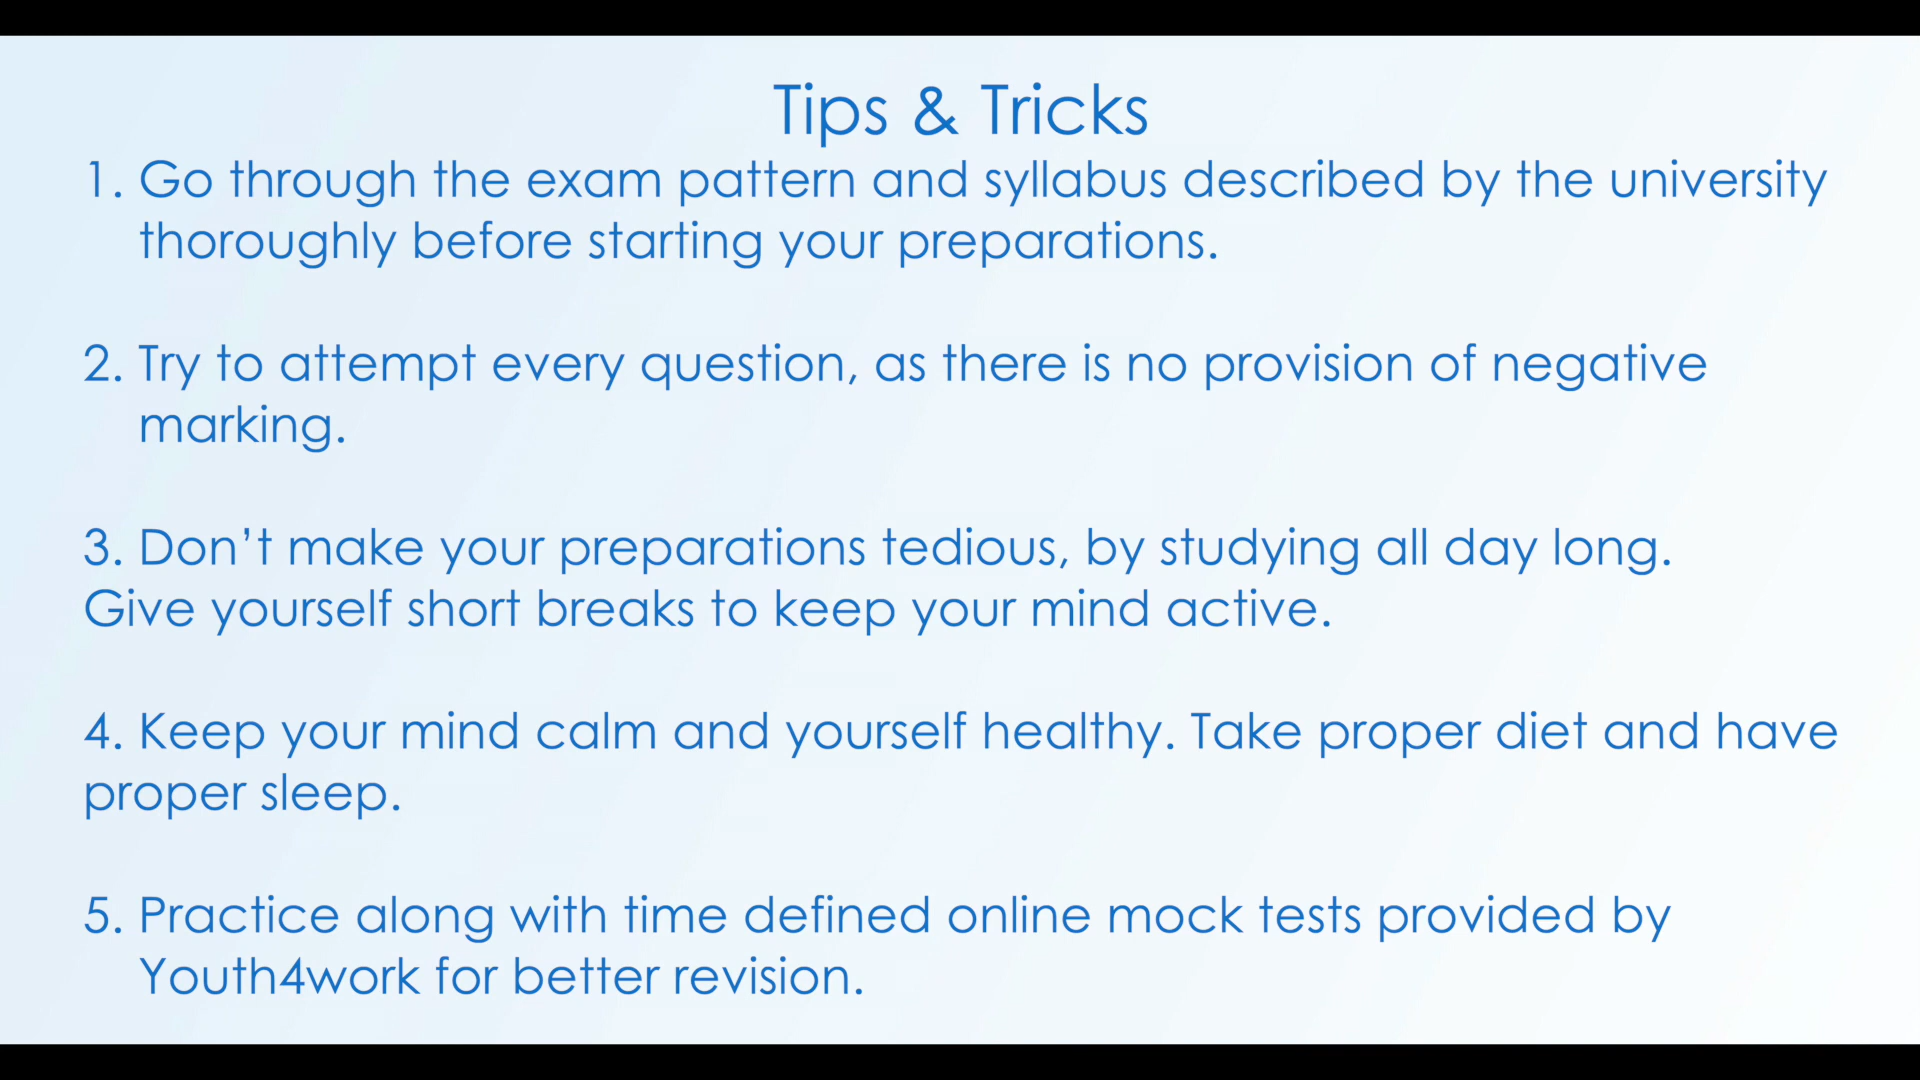 Tips & Tricks
1. Go through the exam pattern and syllabus described by the university
thoroughly before starting your preparations.
2. Try to attempt every question, as there is no provision of negative
marking.
3. Don’t make your preparations tedious, by studying all day long.
Give yourself short breaks to keep your mind active.
4. Keep your mind calm and yourself healthy. Take proper diet and have
proper sleep.
5. Practice along with time defined online mock tests provided by
Youth4work for better revision.